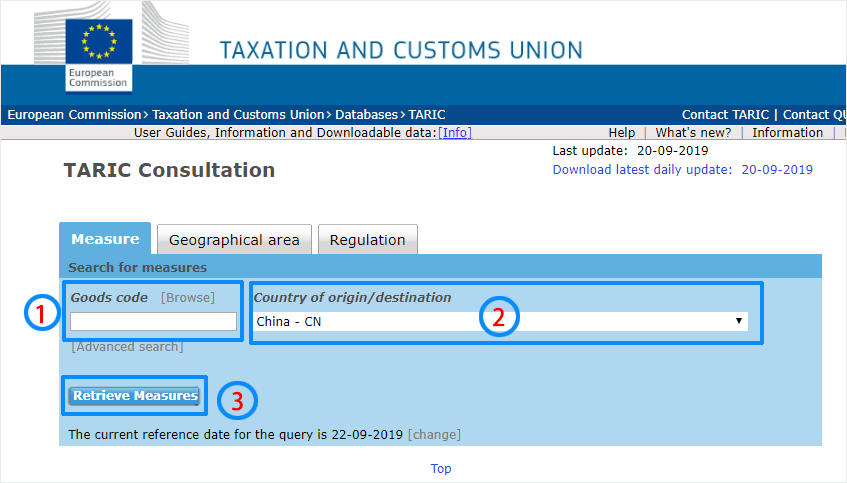 TAXATION AND CUSTOMS UNION
European
Commission
European Commission> Taxation and Customs Union> Databases> TARIC
Contact TARIC | Contact QU
User Guides, Information and Downloadable data:[Info]
Help | What's new? | Information |
Last update: 20-09-2019
Download latest daily update: 20-09-2019
TARIC Consultation
Measure
Geographical area
Regulation
Search for measures
1
Goods code [Browse]
Country of origin/destination
2
China - CN
[Advanced search]
Retrieve Measures
3
The current reference date for the query is 22-09-2019 [change]
Top